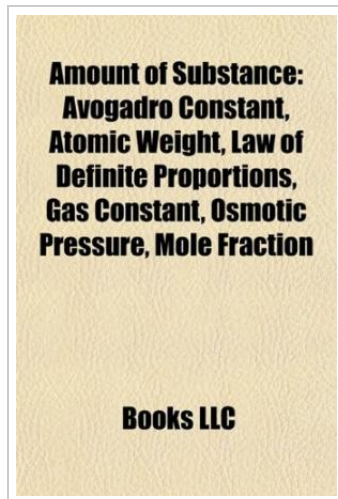 Amount of Substance:
Avogadro Constant,
Atomic Weight, Law of
Definite Proportions,
Gas Constant, Osmotic
Pressure, Mole Fraction
Books LLC